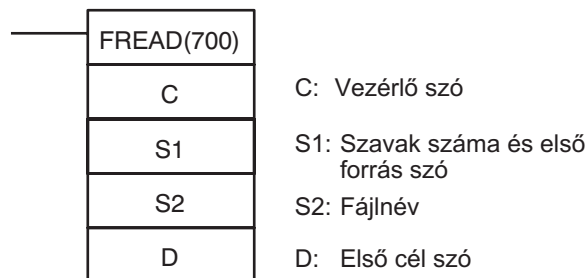 FREAD(700)
C
C: Vezérlő szó
S1
S1: Szavak száma és első
forrás szó
S2
S2: Fájlnév
D
D: Első cél szó